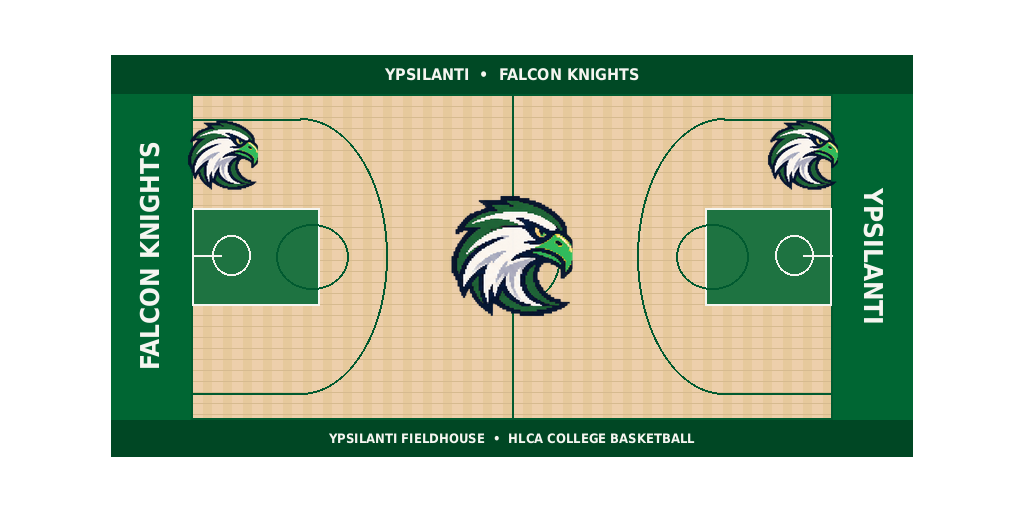 YPSILANTI • FALCON KNIGHTS
FALCON KNIGHTS
YPSILANTI
YPSILANTI FIELDHOUSE • HLCA COLLEGE BASKETBALL